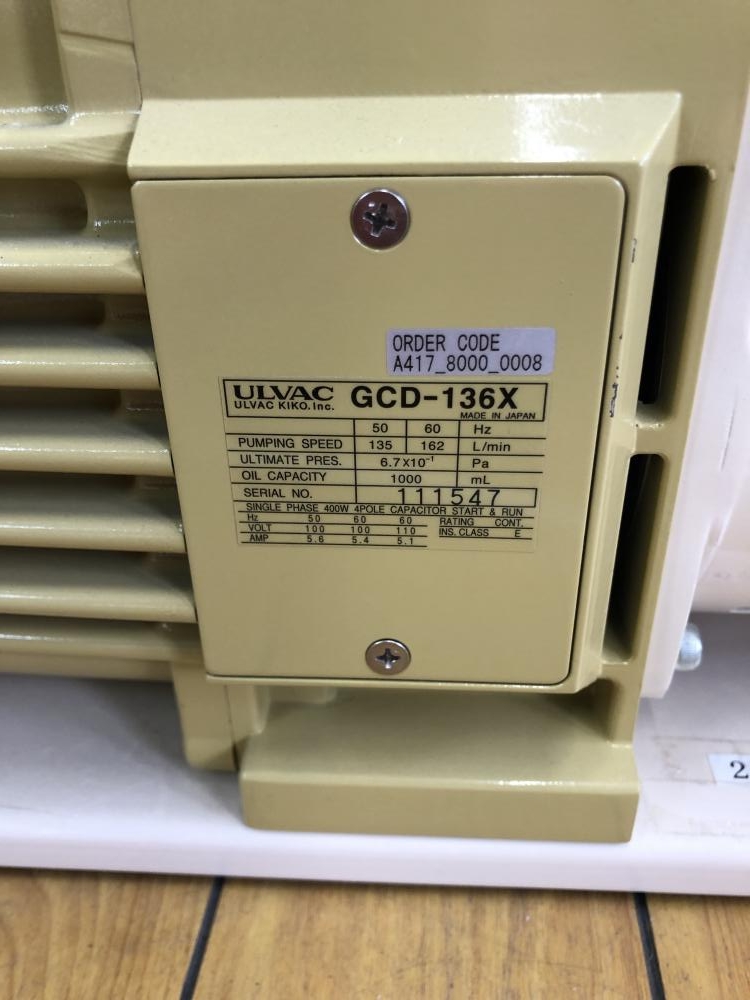 ORDER CODE
A417_8000_0008
ULVAC GCD-136X
ULVAC KIKO. Inc. MADE IN JAPAN
50 60 Hz
PUMPING SPEED 135 162 L/min
ULTIMATE PRES. 6.7X10⁻¹ Pa
OIL CAPACITY 1000 mL
SERIAL NO. 111547
SINGLE PHASE 400W 4POLE CAPACITOR START & RUN
Hz 50 60 60 RATING CONT.
VOLT 100 100 110 INS. CLASS E
AMP 5.6 5.4 5.1
2